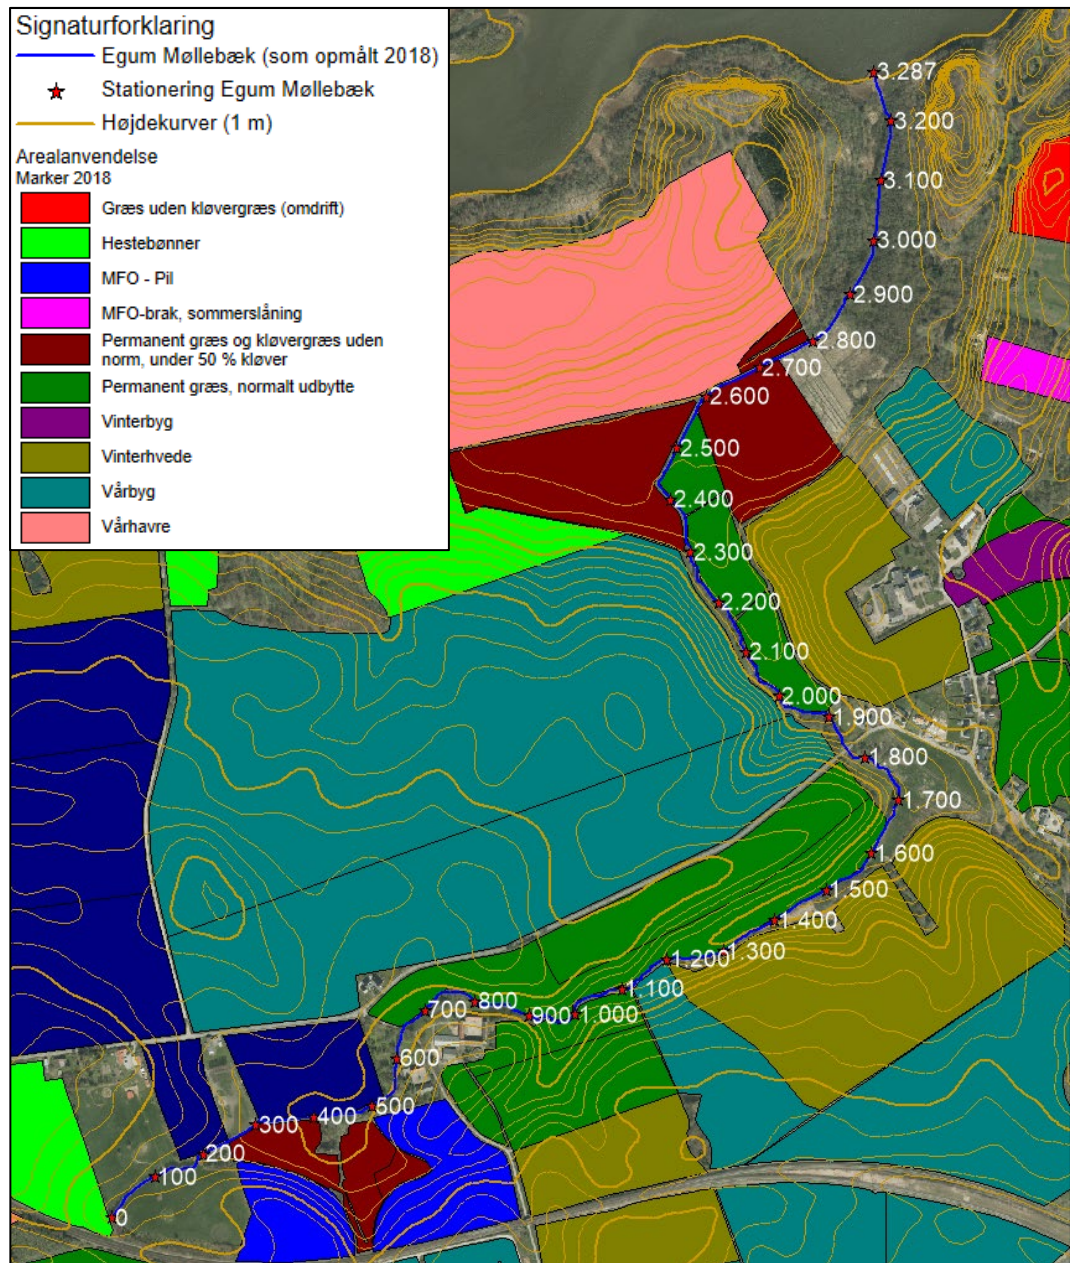 Signaturforklaring
Egum Møllebæk (som opmålt 2018)
Stationering Egum Møllebæk
Højdekurver (1 m)
Arealanvendelse
Marker 2018
Græs uden kløvergræs (omdrift)
Hestebønner
MFO - Pil
MFO-brak, sommerslåning
Permanent græs og kløvergræs uden
norm, under 50 % kløver
Permanent græs, normalt udbytte
Vinterbyg
Vinterhvede
Vårbyg
Vårhavre
3.287
3.200
3.100
3.000
2.900
2.800
2.700
2.600
2.500
2.400
2.300
2.200
2.100
2.000
1.900
1.800
1.700
1.600
1.500
1.400
1.300
1.200
1.100
1.000
900
800
700
600
500
400
300
200
100
0